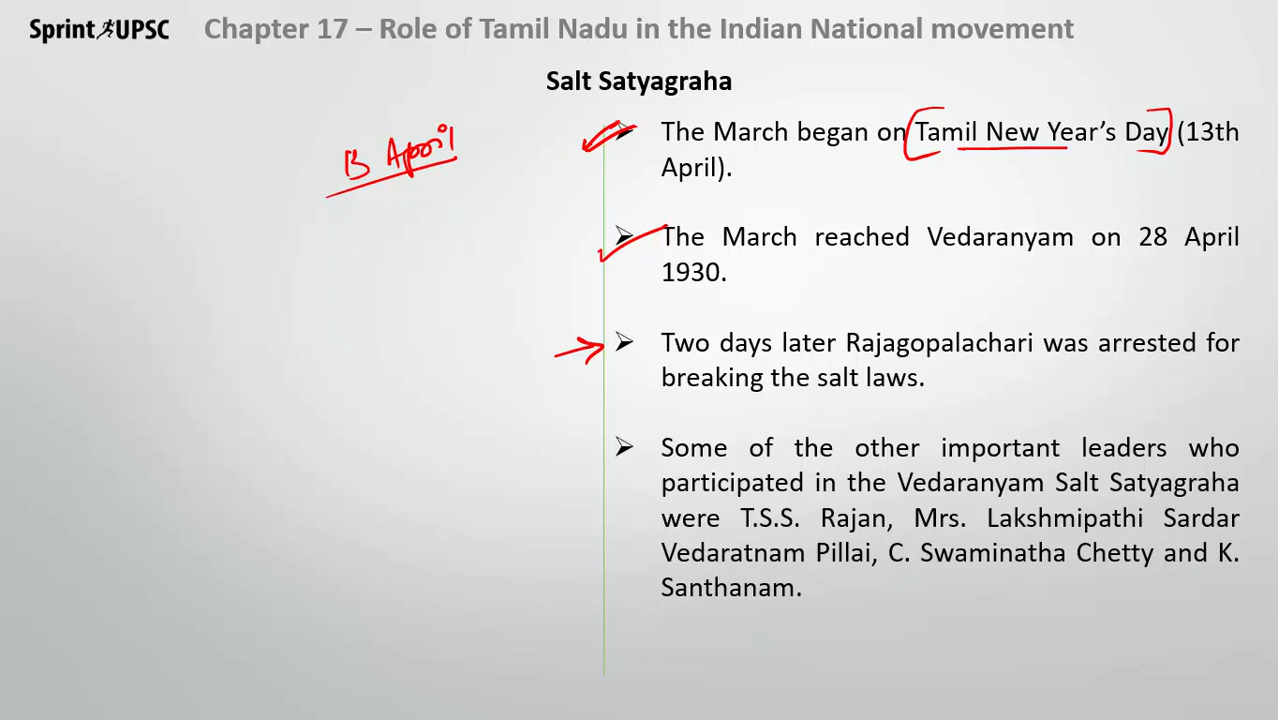 Sprint UPSC Chapter 17 – Role of Tamil Nadu in the Indian National movement
Salt Satyagraha
13 April
➢ The March began on Tamil New Year's Day (13th
April).
➢ The March reached Vedaranyam on 28 April
1930.
➢ Two days later Rajagopalachari was arrested for
breaking the salt laws.
➢ Some of the other important leaders who
participated in the Vedaranyam Salt Satyagraha
were T.S.S. Rajan, Mrs. Lakshmipathi Sardar
Vedaratnam Pillai, C. Swaminatha Chetty and K.
Santhanam.